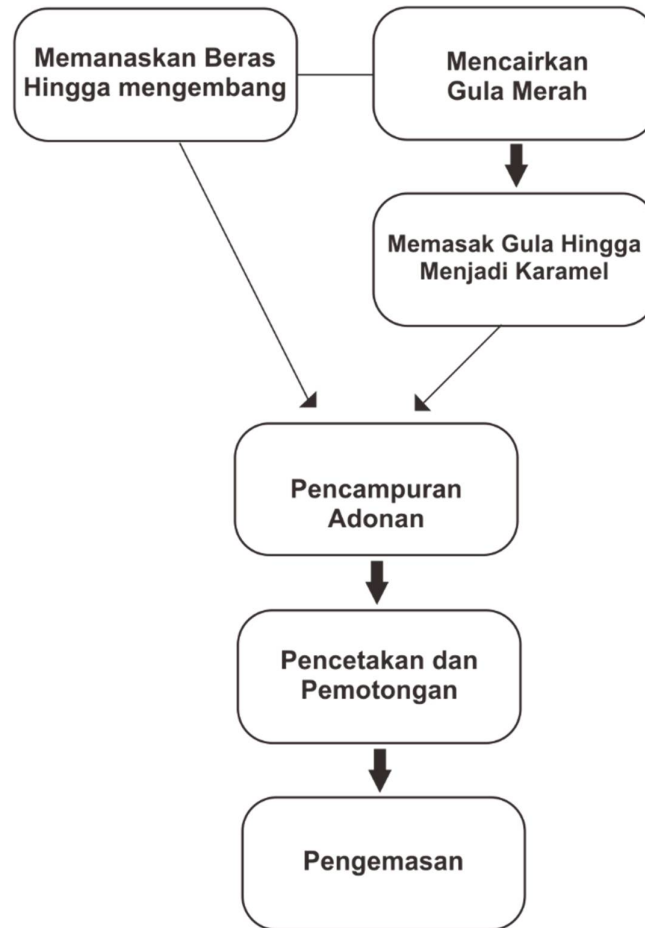 Memanaskan Beras
Hingga mengembang
Mencairkan
Gula Merah
Memasak Gula Hingga
Menjadi Karamel
Pencampuran
Adonan
Pencetakan dan
Pemotongan
Pengemasan